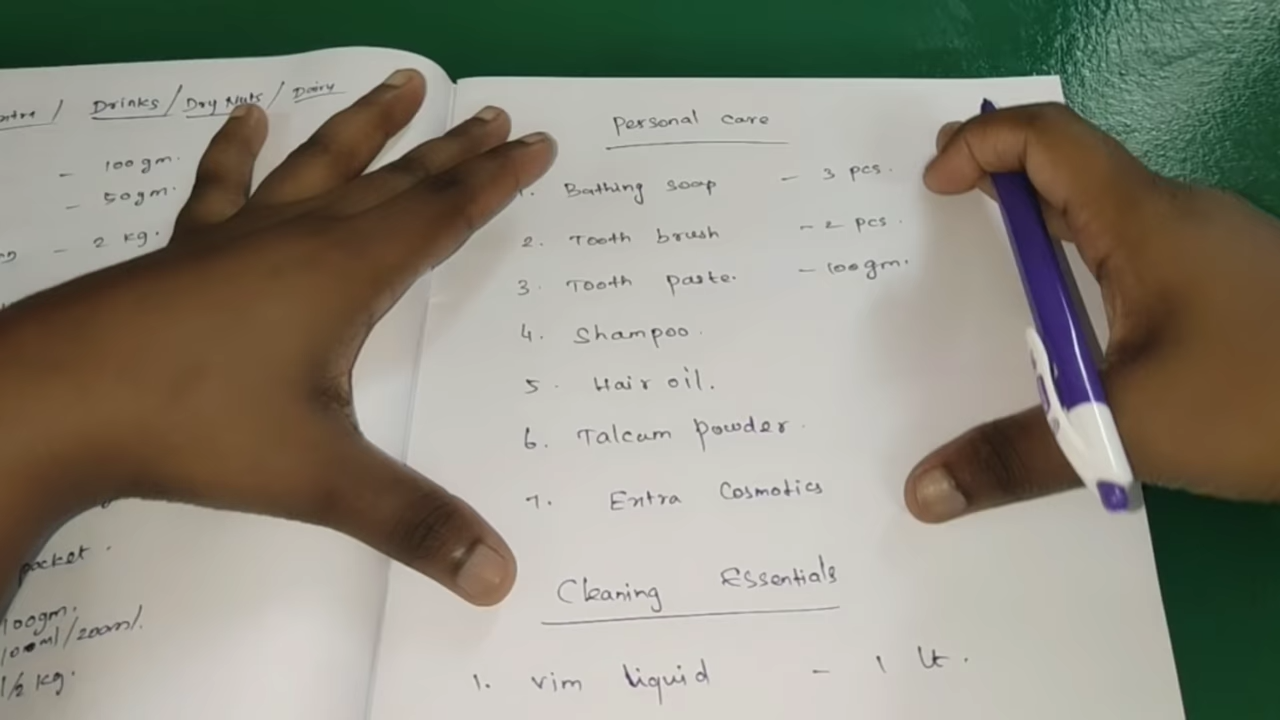 Drinks / Dry Nuts / Dairy
- 100gm.
- 50gm.
- 2 kg.
packet.
100gm.
100ml/200ml.
1/2 kg.
Personal care
1. Bathing soap - 3 pcs.
2. Tooth brush - 2 pcs.
3. Tooth paste. - 100gm.
4. Shampoo.
5. Hair oil.
6. Talcum Powder.
7. Extra Cosmotics
Cleaning Essentials
1. Vim liquid - 1 lt.